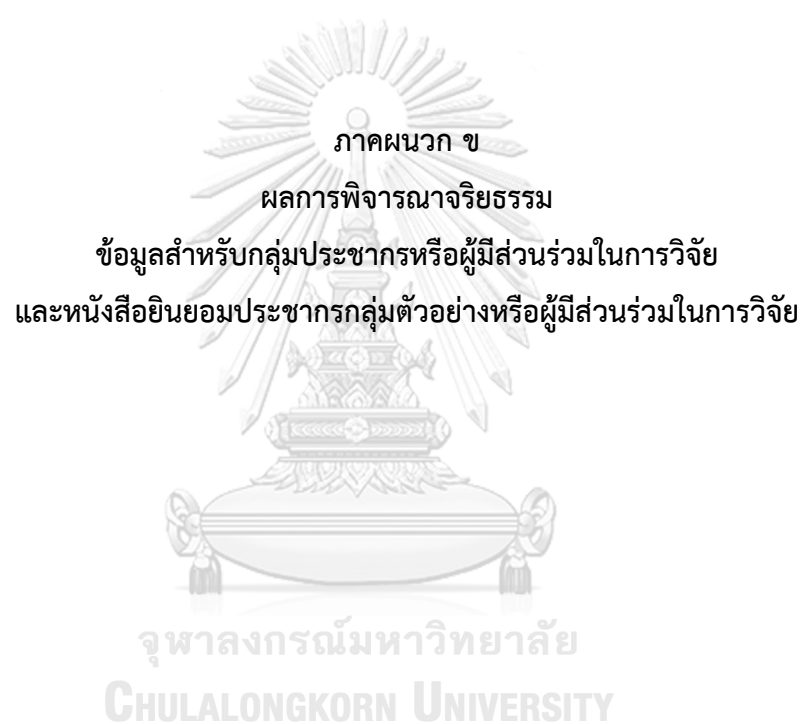 ภาคผนวก ข
ผลการพิจารณาจริยธรรม
ข้อมูลสำหรับกลุ่มประชากรหรือผู้มีส่วนร่วมในการวิจัย
และหนังสือยินยอมประชากรกลุ่มตัวอย่างหรือผู้มีส่วนร่วมในการวิจัย
จุฬาลงกรณ์มหาวิทยาลัย
CHULALONGKORN UNIVERSITY